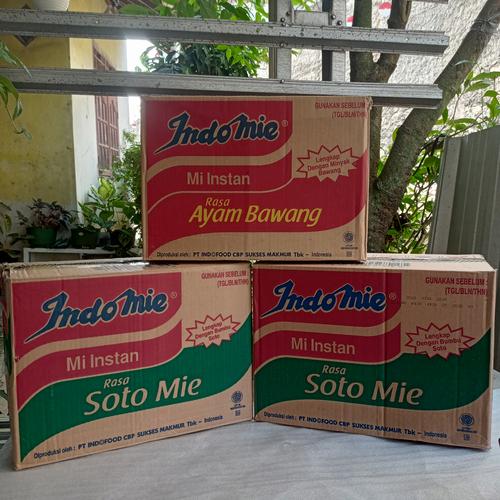 Indomie®
GUNAKAN SEBELUM :
(TGL/BLN/THN)
Lengkap
Dengan Minyak
Bawang
Mi Instan
Rasa
Ayam Bawang
Diproduksi oleh : PT INDOFOOD CBP SUKSES MAKMUR Tbk – Indonesia
Indomie®
GUNAKAN SEBELUM :
(TGL/BLN/THN)
Lengkap
Dengan Bumbu
Soto
Mi Instan
Rasa
Soto Mie
Diproduksi oleh : PT INDOFOOD CBP SUKSES MAKMUR Tbk – Indonesia
Indomie®
GUNAKAN SEBELUM :
(TGL/BLN/THN)
Lengkap
Dengan Bumbu
Soto
Mi Instan
Rasa
Soto Mie
Diproduksi oleh : PT INDOFOOD CBP SUKSES MAKMUR Tbk – Indonesia